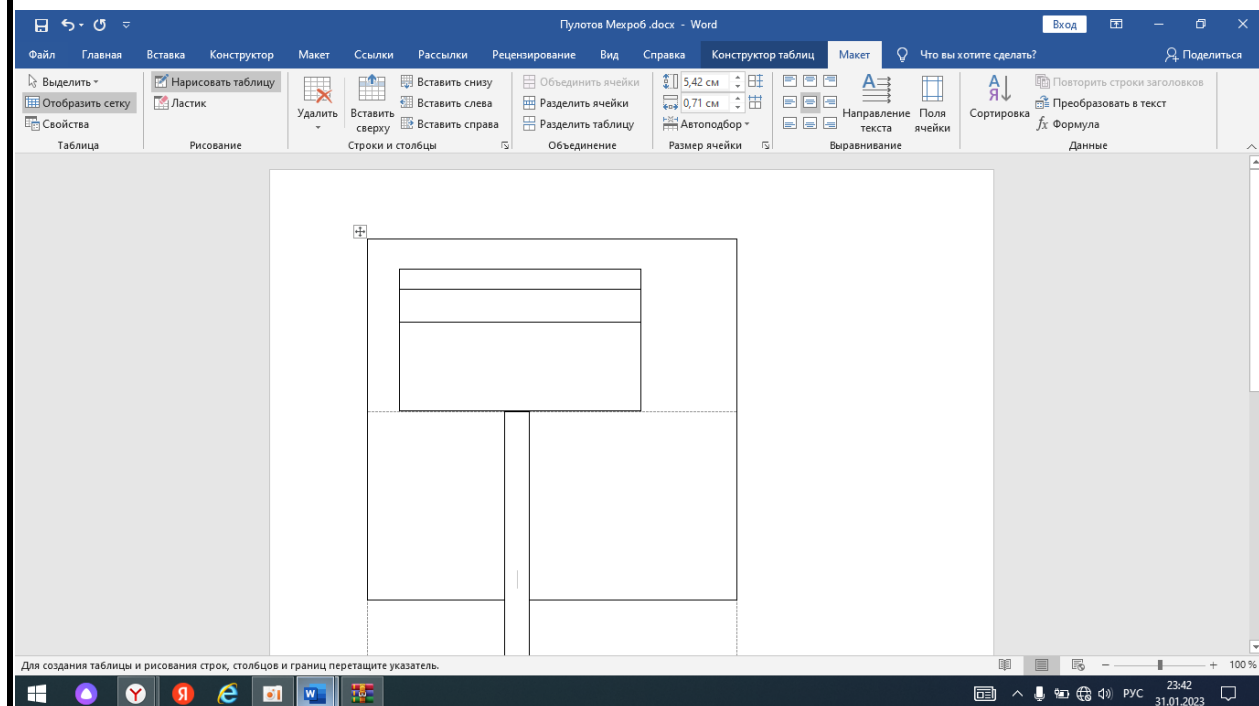 Пулотов Мехроб .docx - Word
Вход
Файл Главная Вставка Конструктор Макет Ссылки Рассылки Рецензирование Вид Справка Конструктор таблиц Макет Что вы хотите сделать? Поделиться
Выделить
Отобразить сетку
Свойства
Таблица
Нарисовать таблицу
Ластик
Рисование
Удалить
Вставить сверху
Вставить снизу
Вставить слева
Вставить справа
Строки и столбцы
Объединить ячейки
Разделить ячейки
Разделить таблицу
Объединение
5,42 см
0,71 см
Автоподбор
Размер ячейки
Направление текста
Поля ячейки
Выравнивание
Сортировка
Повторить строки заголовков
Преобразовать в текст
fx Формула
Данные
Для создания таблицы и рисования строк, столбцов и границ перетащите указатель.
100 %
РУС
23:42
31.01.2023